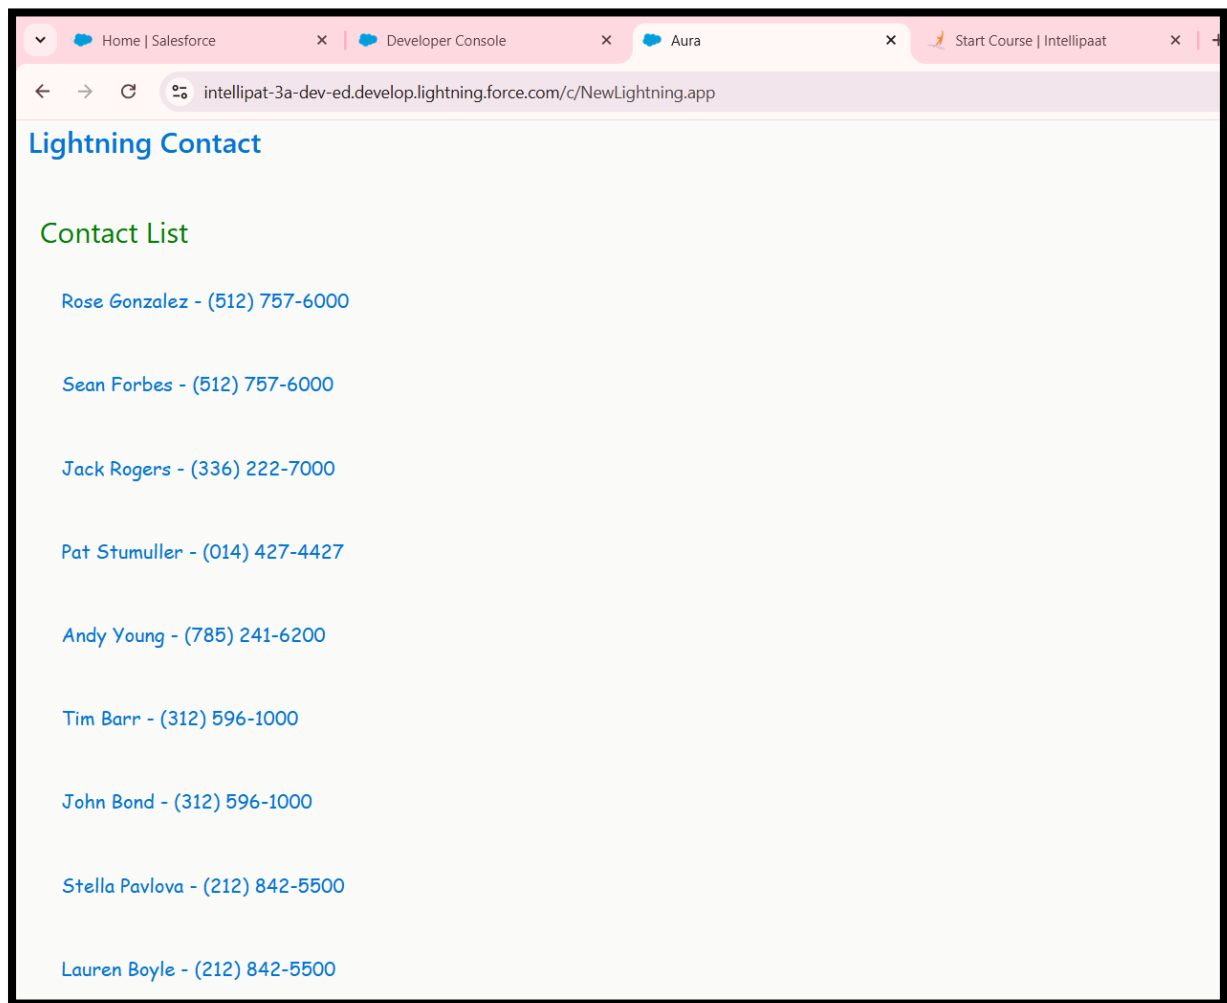 Home | Salesforce
Developer Console
Aura
Start Course | Intellipaat
intellipat-3a-dev-ed.develop.lightning.force.com/c/NewLightning.app
Lightning Contact
Contact List
Rose Gonzalez - (512) 757-6000
Sean Forbes - (512) 757-6000
Jack Rogers - (336) 222-7000
Pat Stumuller - (014) 427-4427
Andy Young - (785) 241-6200
Tim Barr - (312) 596-1000
John Bond - (312) 596-1000
Stella Pavlova - (212) 842-5500
Lauren Boyle - (212) 842-5500